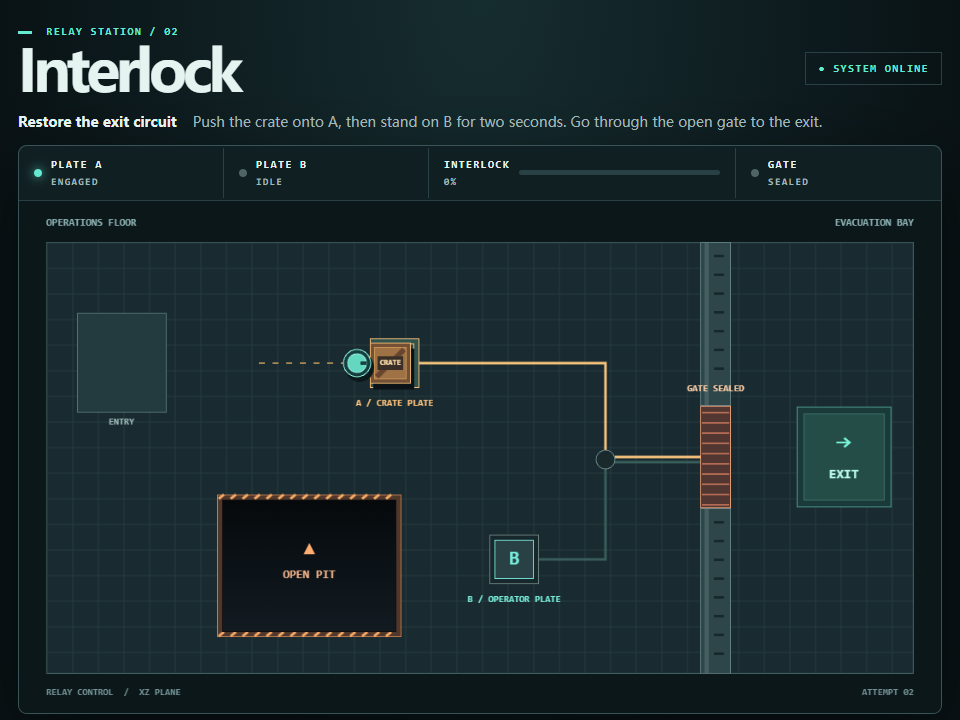 RELAY STATION / 02
Interlock
SYSTEM ONLINE
Restore the exit circuit Push the crate onto A, then stand on B for two seconds. Go through the open gate to the exit.
PLATE A
ENGAGED
PLATE B
IDLE
INTERLOCK
0%
GATE
SEALED
OPERATIONS FLOOR
EVACUATION BAY
CRATE
A / CRATE PLATE
GATE SEALED
ENTRY
EXIT
OPEN PIT
B
B / OPERATOR PLATE
RELAY CONTROL / XZ PLANE
ATTEMPT 02